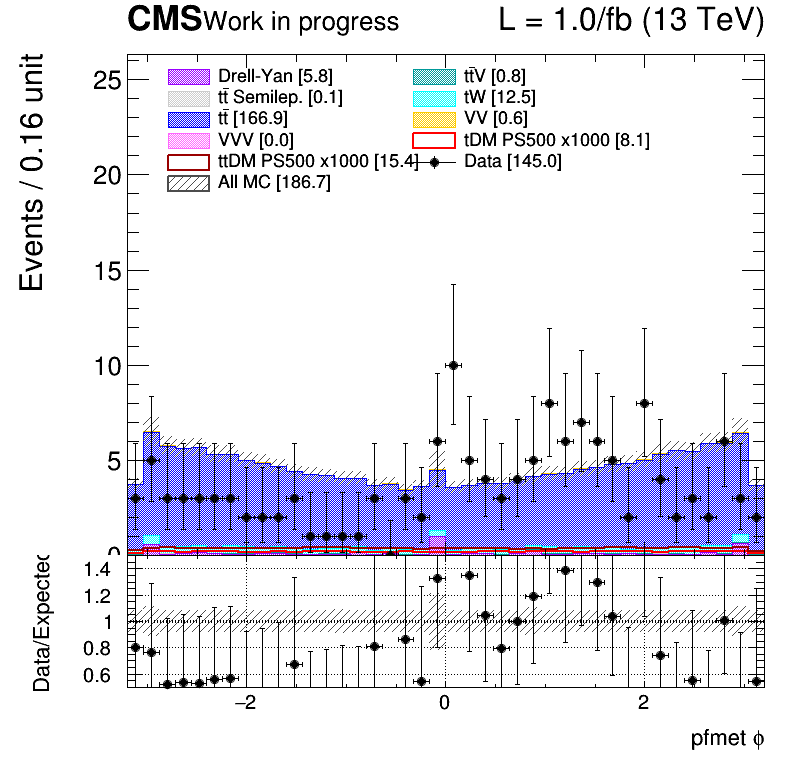 CMS Work in progress L = 1.0/fb (13 TeV)
Events / 0.16 unit
25
20
15
10
5
0
Drell-Yan [5.8] tt̄V [0.8]
tt̄ Semilep. [0.1] tW [12.5]
tt̄ [166.9] VV [0.6]
VVV [0.0] tDM PS500 x1000 [8.1]
ttDM PS500 x1000 [15.4] Data [145.0]
All MC [186.7]
Data/Expected
1.4
1.2
1
0.8
0.6
−2 0 2
pfmet ϕ